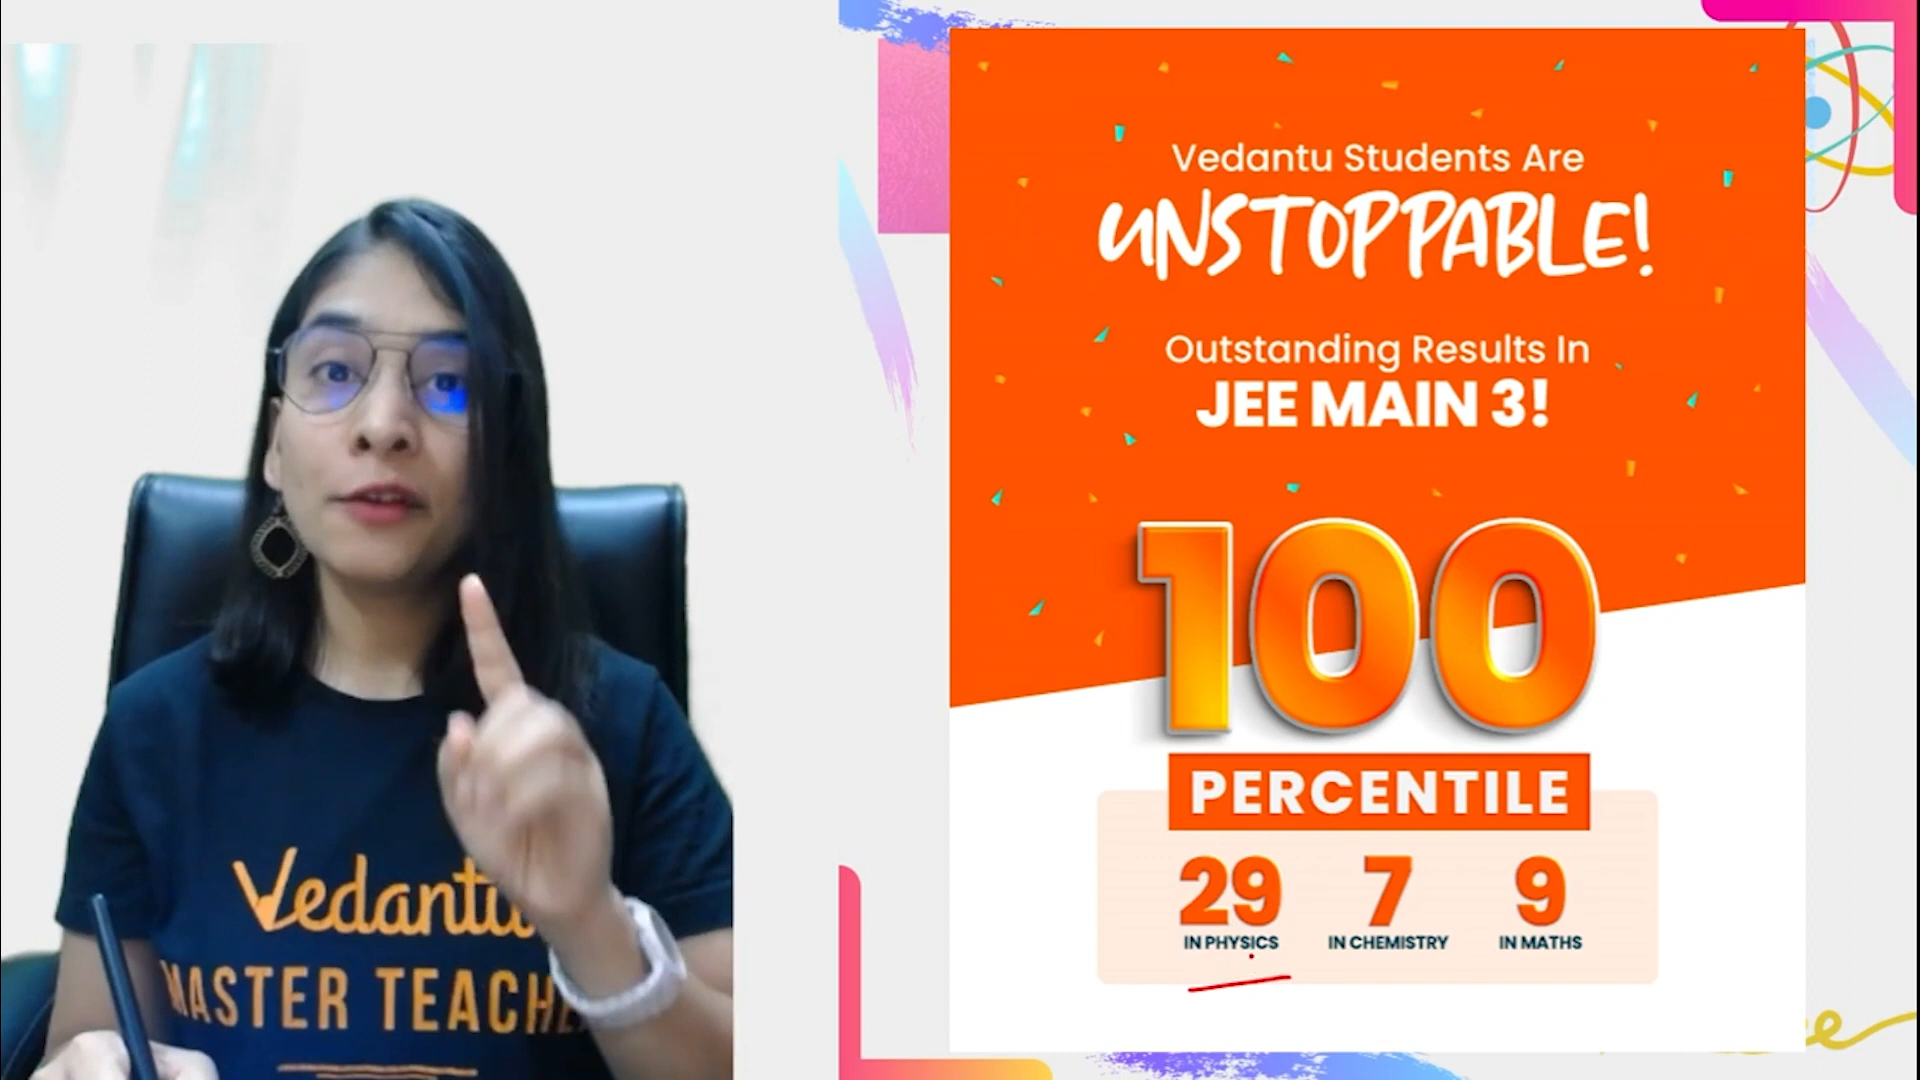 Vedantu
MASTER TEACHE
Vedantu Students Are
UNSTOPPABLE!
Outstanding Results In
JEE MAIN 3!
100
PERCENTILE
29 7 9
IN PHYSICS IN CHEMISTRY IN MATHS